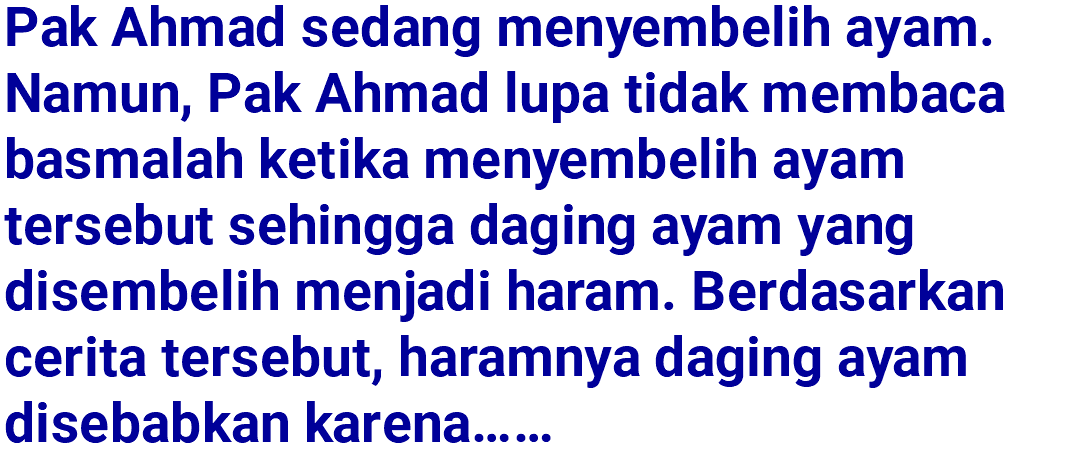 Pak Ahmad sedang menyembelih ayam.
Namun, Pak Ahmad lupa tidak membaca
basmalah ketika menyembelih ayam
tersebut sehingga daging ayam yang
disembelih menjadi haram. Berdasarkan
cerita tersebut, haramnya daging ayam
disebabkan karena......